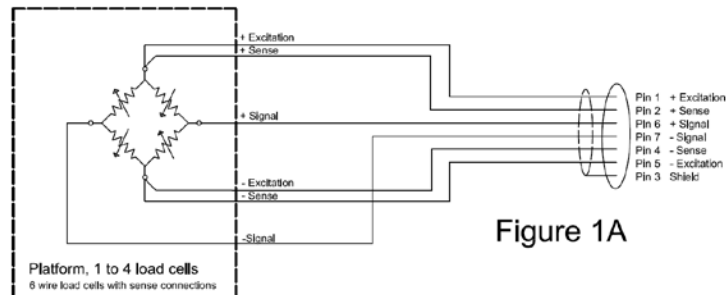 + Excitation
+ Sense
+ Signal
- Excitation
- Sense
-Signal
Platform, 1 to 4 load cells
6 wire load cells with sense connections
Pin 1 + Excitation
Pin 2 + Sense
Pin 6 + Signal
Pin 7 - Signal
Pin 4 - Sense
Pin 5 - Excitation
Pin 3 Shield
Figure 1A